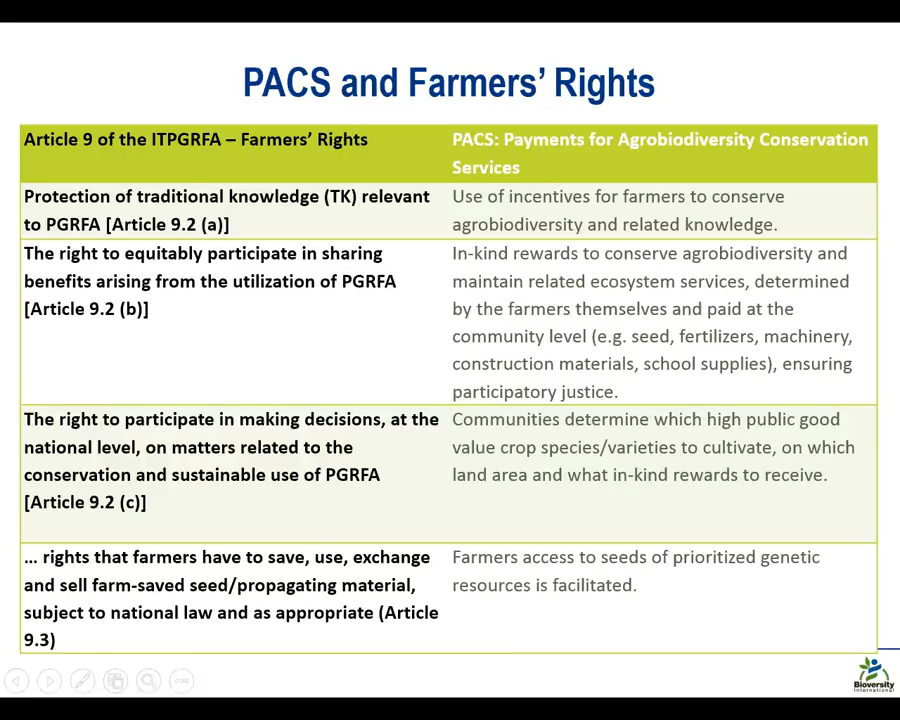 PACS and Farmers' Rights
Article 9 of the ITPGRFA – Farmers' Rights
PACS: Payments for Agrobiodiversity Conservation
Services
Protection of traditional knowledge (TK) relevant
to PGRFA [Article 9.2 (a)]
Use of incentives for farmers to conserve
agrobiodiversity and related knowledge.
The right to equitably participate in sharing
benefits arising from the utilization of PGRFA
[Article 9.2 (b)]
In-kind rewards to conserve agrobiodiversity and
maintain related ecosystem services, determined
by the farmers themselves and paid at the
community level (e.g. seed, fertilizers, machinery,
construction materials, school supplies), ensuring
participatory justice.
The right to participate in making decisions, at the
national level, on matters related to the
conservation and sustainable use of PGRFA
[Article 9.2 (c)]
Communities determine which high public good
value crop species/varieties to cultivate, on which
land area and what in-kind rewards to receive.
... rights that farmers have to save, use, exchange
and sell farm-saved seed/propagating material,
subject to national law and as appropriate (Article
9.3)
Farmers access to seeds of prioritized genetic
resources is facilitated.
Bioversity
International